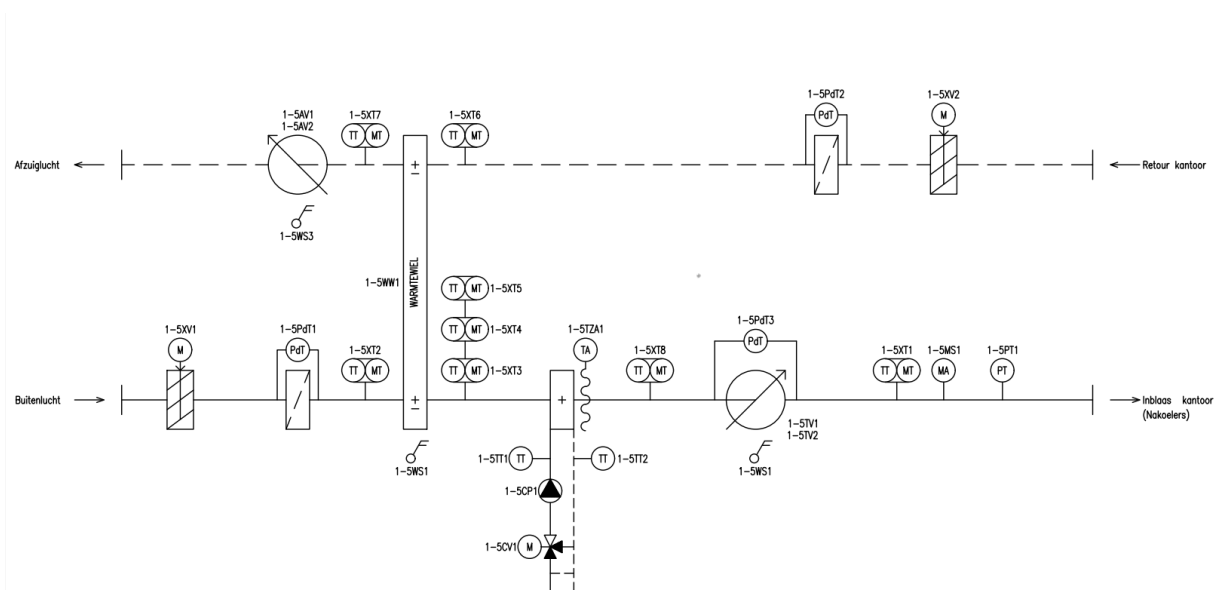 1-5PdT2
1-5XV2
1-5AV1
1-5AV2
1-5XT7
1-5XT6
PdT
M
TT MT
TT MT
Afzuiglucht
+
−
Retour kantoor
1-5WS3
WARMTEWIEL
1-5WW1
TT MT 1-5XT5
1-5XV1
1-5PdT1
TT MT 1-5XT4
1-5TZA1
1-5PdT3
M
PdT
1-5XT2
TA
PdT
1-5XT8
1-5XT1
1-5MS1
1-5PT1
TT MT
TT MT 1-5XT3
TT MT
TT MT
MA
PT
Buitenlucht
+
−
+
Inblaas kantoor
(Nakoelers)
1-5TV1
1-5TV2
1-5WS1
1-5TT1 TT
TT 1-5TT2
1-5WS1
1-5CP1
1-5CV1 M